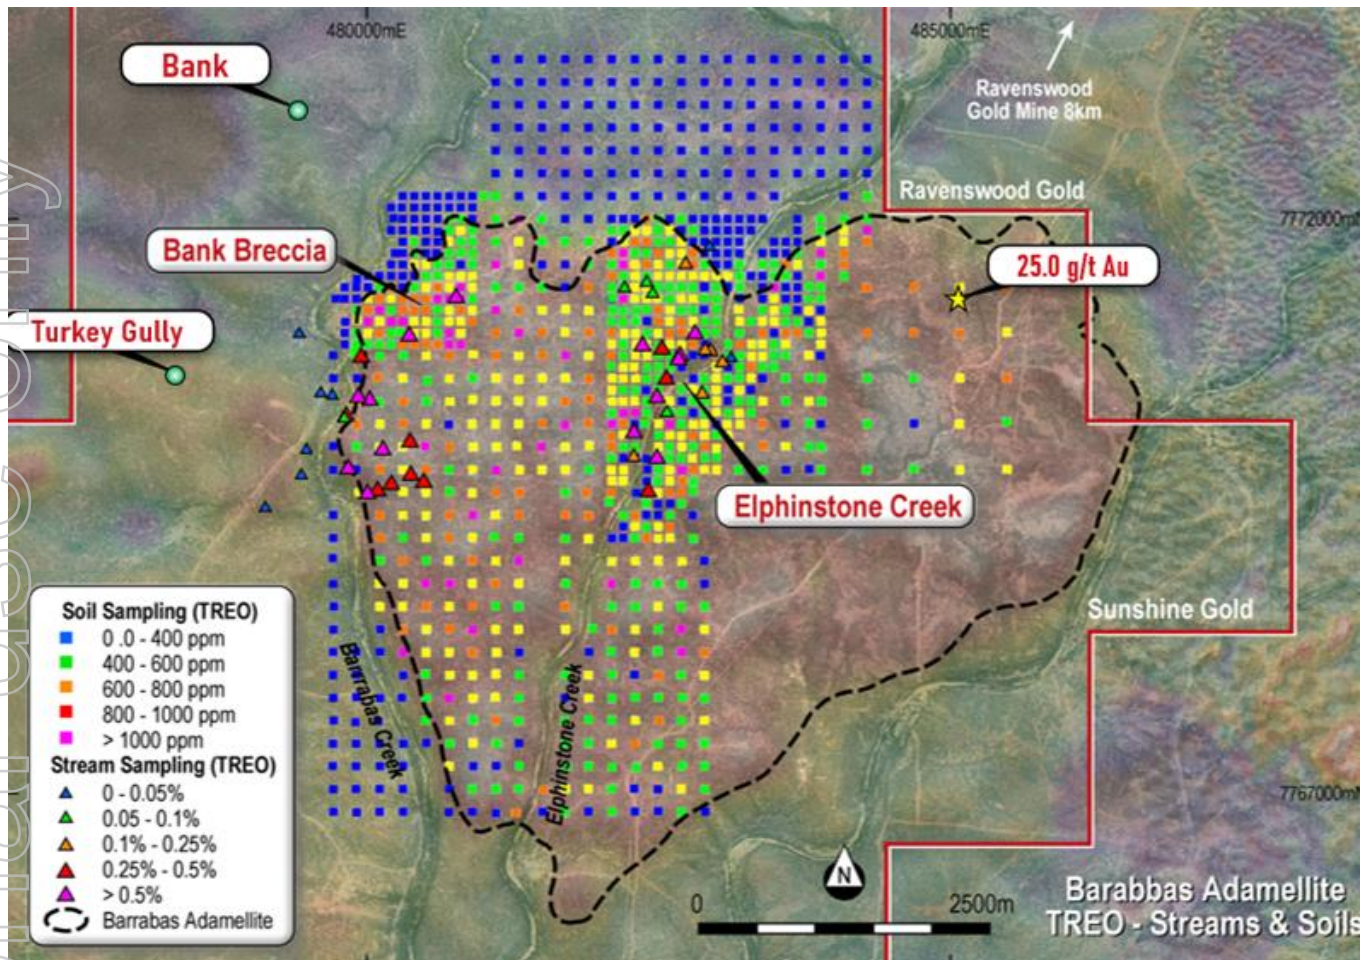 480000mE
485000mE
Bank
Ravenswood
Gold Mine 8km
Ravenswood Gold
7772000mN
Bank Breccia
25.0 g/t Au
Turkey Gully
Elphinstone Creek
Sunshine Gold
Soil Sampling (TREO)
0 .0 - 400 ppm
400 - 600 ppm
600 - 800 ppm
800 - 1000 ppm
> 1000 ppm
Stream Sampling (TREO)
0 - 0.05%
0.05 - 0.1%
0.1% - 0.25%
0.25% - 0.5%
> 0.5%
Barrabas Adamellite
Barrabas Creek
Elphinstone Creek
7767000mN
N
0 2500m
Barabbas Adamellite
TREO - Streams & Soils